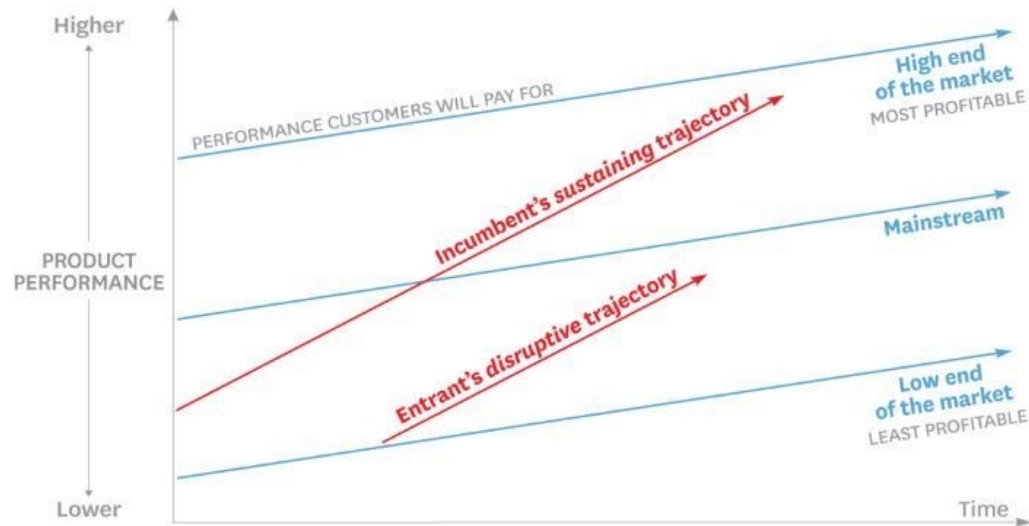 Higher
PERFORMANCE CUSTOMERS WILL PAY FOR
High end
of the market
MOST PROFITABLE
Incumbent's sustaining trajectory
Mainstream
PRODUCT
PERFORMANCE
Entrant's disruptive trajectory
Low end
of the market
LEAST PROFITABLE
Lower
Time